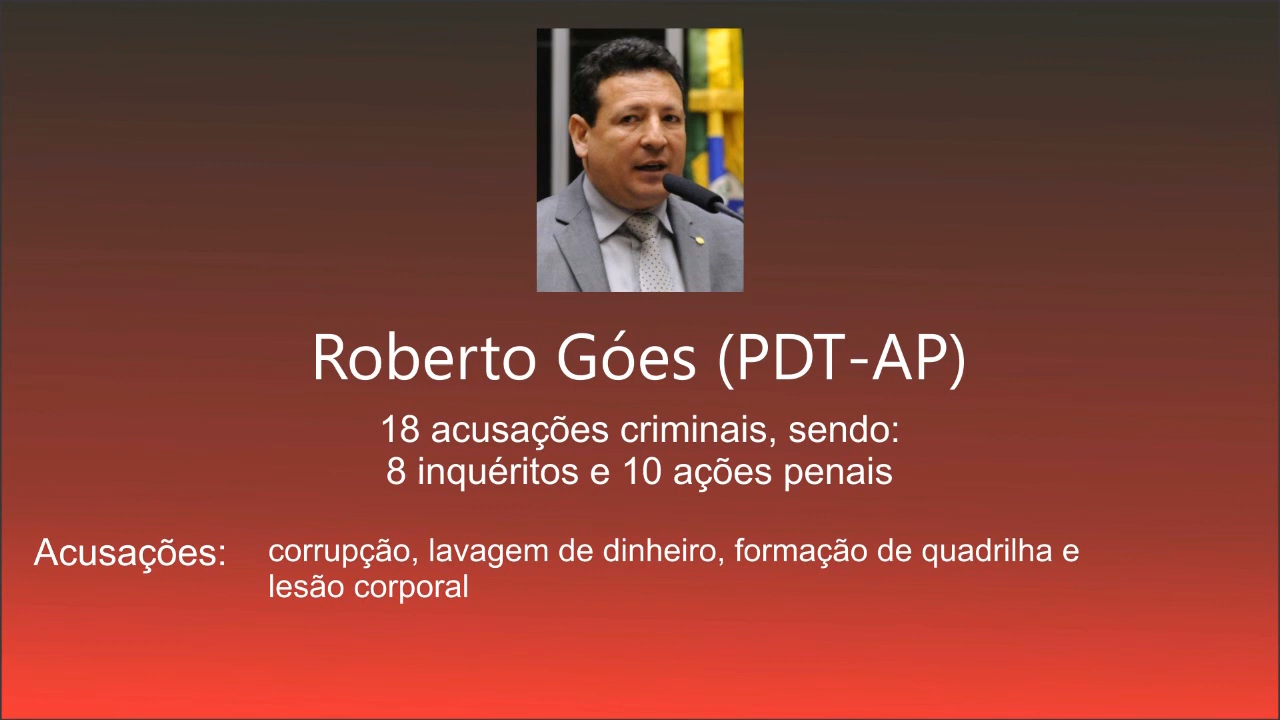 Roberto Góes (PDT-AP)
18 acusações criminais, sendo:
8 inquéritos e 10 ações penais
Acusações: corrupção, lavagem de dinheiro, formação de quadrilha e
lesão corporal